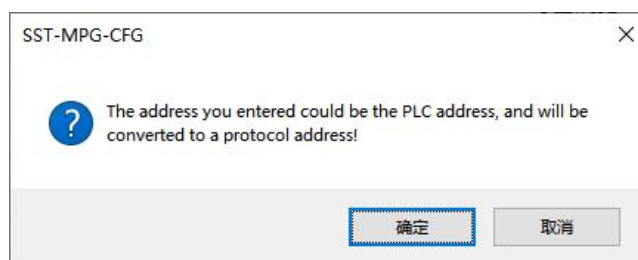 SST-MPG-CFG
The address you entered could be the PLC address, and will be
converted to a protocol address!
确定
取消